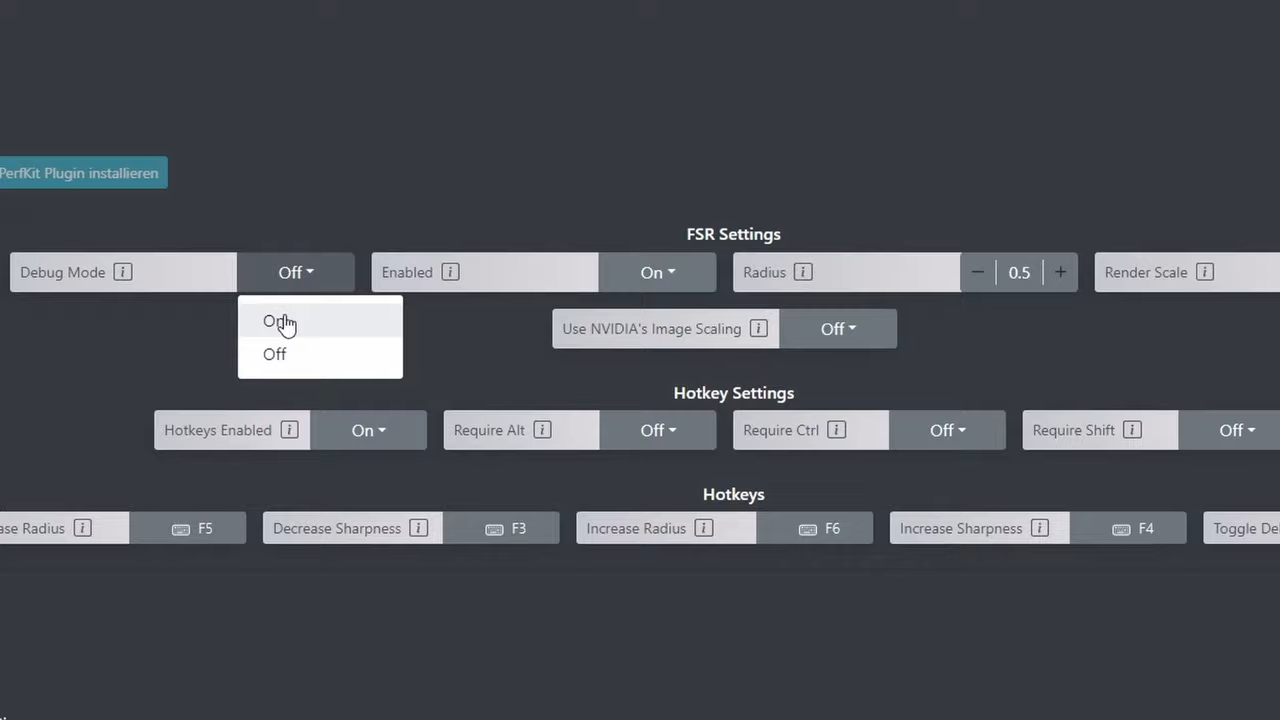 PerfKit Plugin installieren
FSR Settings
Debug Mode Off Enabled On Radius 0.5 Render Scale
On
Off
Use NVIDIA's Image Scaling Off
Hotkey Settings
Hotkeys Enabled On Require Alt Off Require Ctrl Off Require Shift Off
Hotkeys
ase Radius F5 Decrease Sharpness F3 Increase Radius F6 Increase Sharpness F4 Toggle De